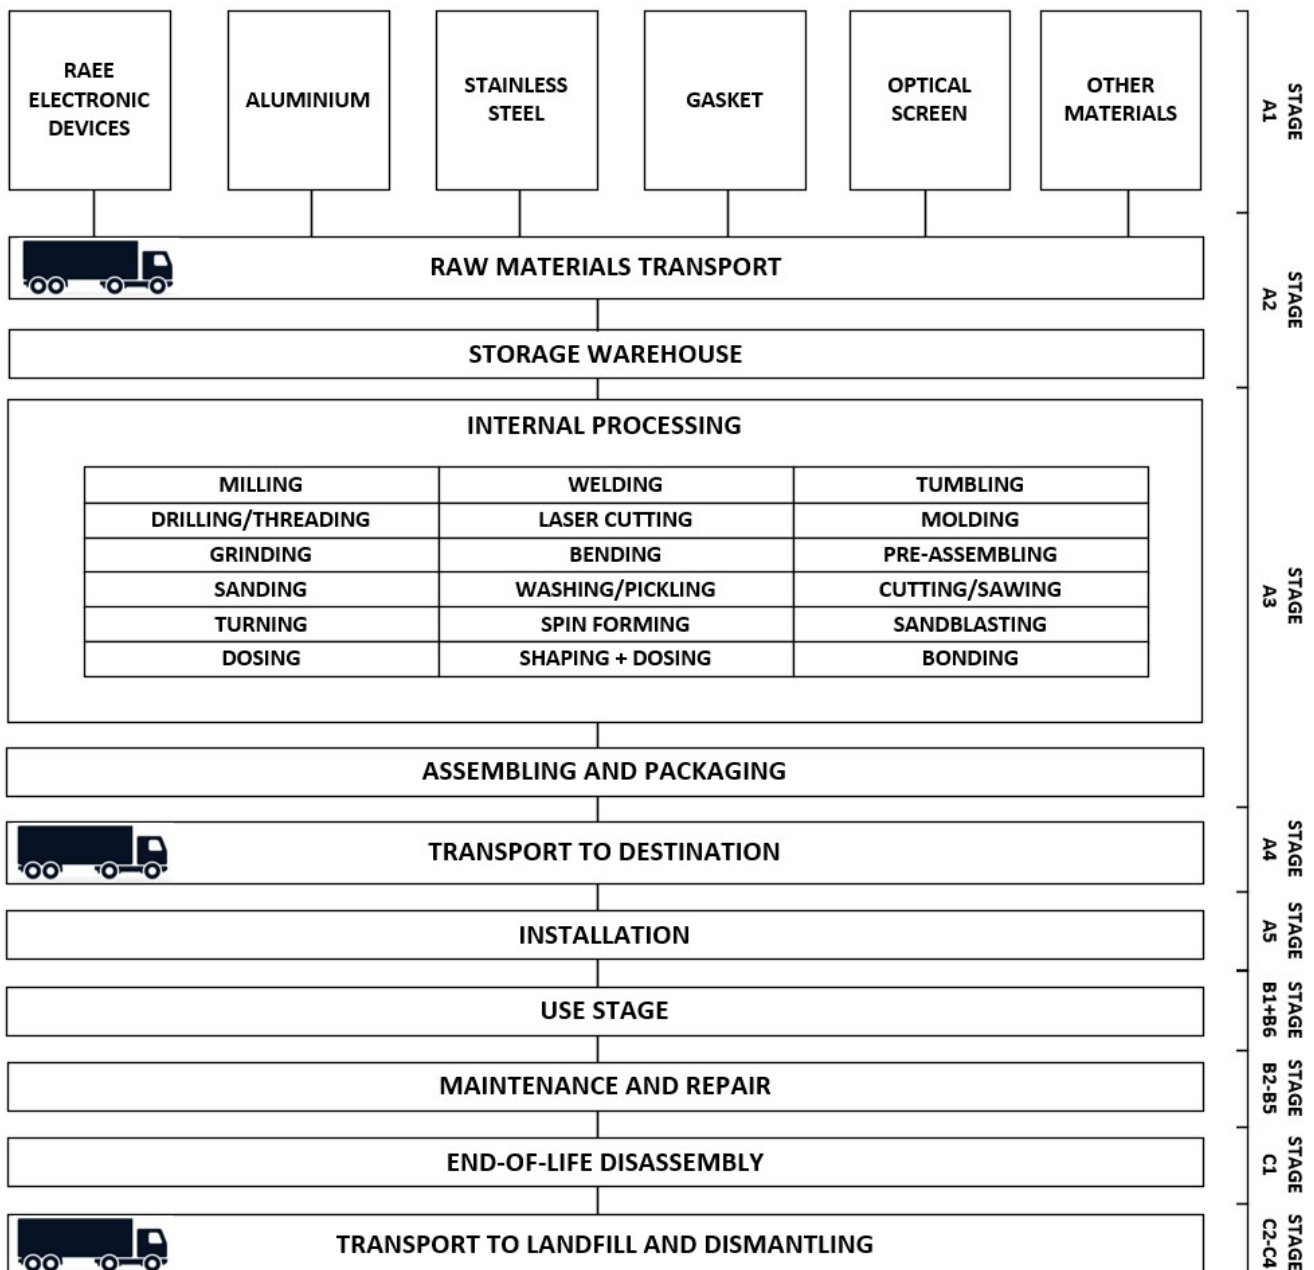 RAEE
ELECTRONIC
DEVICES
ALUMINIUM
STAINLESS
STEEL
GASKET
OPTICAL
SCREEN
OTHER
MATERIALS
STAGE
A1
RAW MATERIALS TRANSPORT
STAGE
A2
STORAGE WAREHOUSE
INTERNAL PROCESSING
MILLING WELDING TUMBLING
DRILLING/THREADING LASER CUTTING MOLDING
GRINDING BENDING PRE-ASSEMBLING
SANDING WASHING/PICKLING CUTTING/SAWING
TURNING SPIN FORMING SANDBLASTING
DOSING SHAPING + DOSING BONDING
STAGE
A3
ASSEMBLING AND PACKAGING
TRANSPORT TO DESTINATION
STAGE
A4
INSTALLATION
STAGE
A5
USE STAGE
STAGE
B1+B6
MAINTENANCE AND REPAIR
STAGE
B2-B5
END-OF-LIFE DISASSEMBLY
STAGE
C1
TRANSPORT TO LANDFILL AND DISMANTLING
STAGE
C2-C4